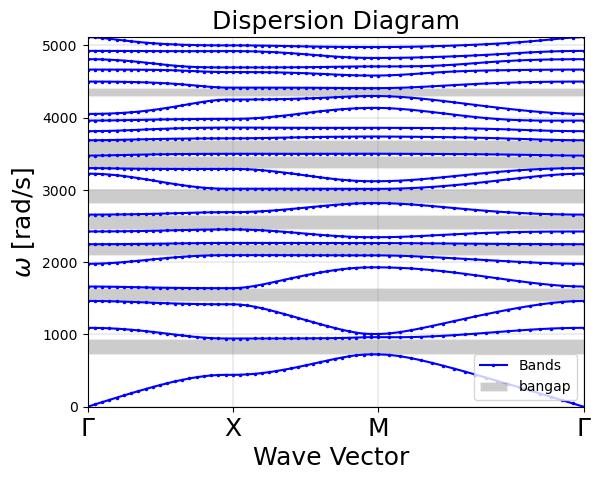 Dispersion Diagram
5000
4000
3000
2000
1000
0
ω [rad/s]
Γ X M Γ
Wave Vector
Bands
bangap